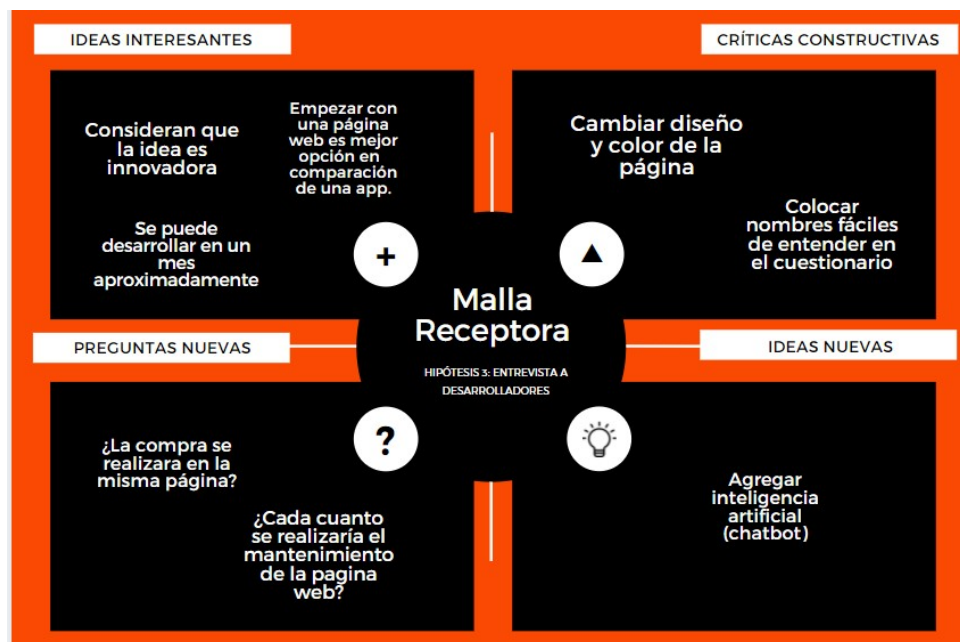 IDEAS INTERESANTES
Consideran que
la idea es
innovadora
Empezar con
una página
web es mejor
opción en
comparación
de una app.
Se puede
desarrollar en un
mes
aproximadamente
+
CRÍTICAS CONSTRUCTIVAS
Cambiar diseño
y color de la
página
Colocar
nombres fáciles
de entender en
el cuestionario
Malla
Receptora
HIPÓTESIS 3: ENTREVISTA A
DESARROLLADORES
PREGUNTAS NUEVAS
?
¿La compra se
realizara en la
misma página?
¿Cada cuanto
se realizaría el
mantenimiento
de la pagina
web?
IDEAS NUEVAS
Agregar
inteligencia
artificial
(chatbot)